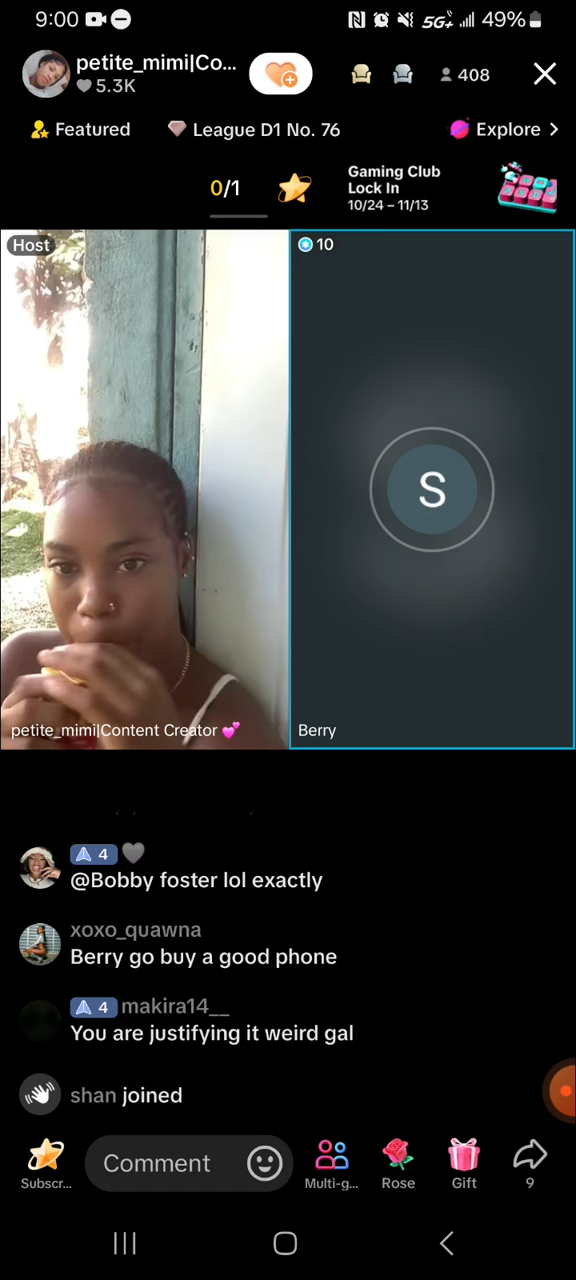 9:00 5G+ 49%
petite_mimi|Co...
5.3K
408
Featured
League D1 No. 76
Explore >
0/1
Gaming Club
Lock In
10/24 – 11/13
Host
10
S
petite_mimi|Content Creator 💕
Berry
4 🖤
@Bobby foster lol exactly
xoxo_quawna
Berry go buy a good phone
4 makira14__
You are justifying it weird gal
shan joined
Comment
Subscr...
Multi-g...
Rose
Gift
9